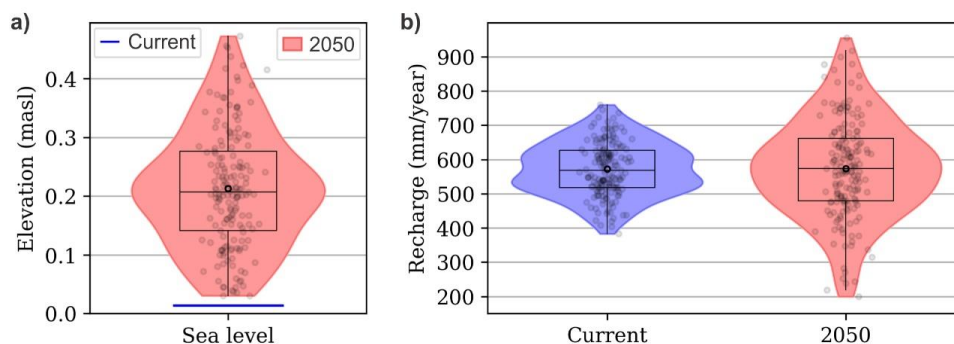 a)
Elevation (masl)
0.4
0.3
0.2
0.1
0.0
Current
2050
Sea level
b)
Recharge (mm/year)
900
800
700
600
500
400
300
200
Current
2050